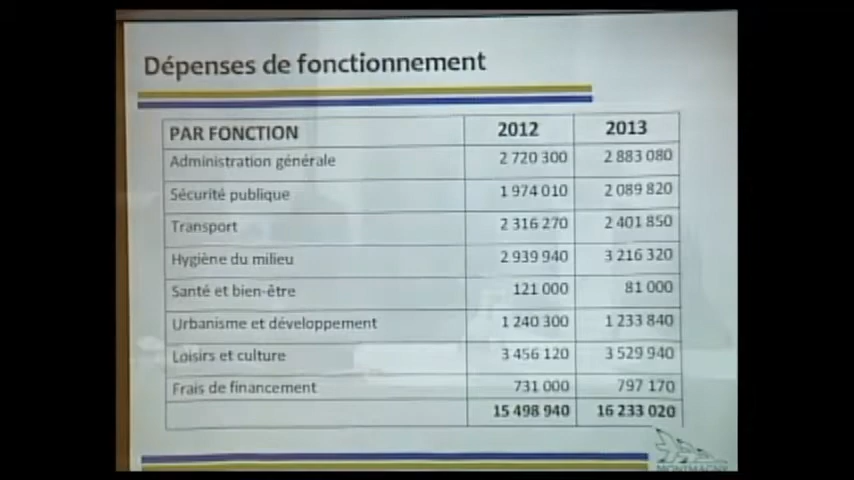 Dépenses de fonctionnement
PAR FONCTION 2012 2013
Administration générale 2 720 300 2 883 080
Sécurité publique 1 974 010 2 089 820
Transport 2 316 270 2 401 850
Hygiène du milieu 2 939 940 3 216 320
Santé et bien-être 121 000 81 000
Urbanisme et développement 1 240 300 1 233 840
Loisirs et culture 3 456 120 3 529 940
Frais de financement 731 000 797 170
15 498 940 16 233 020
MONTMAGNY